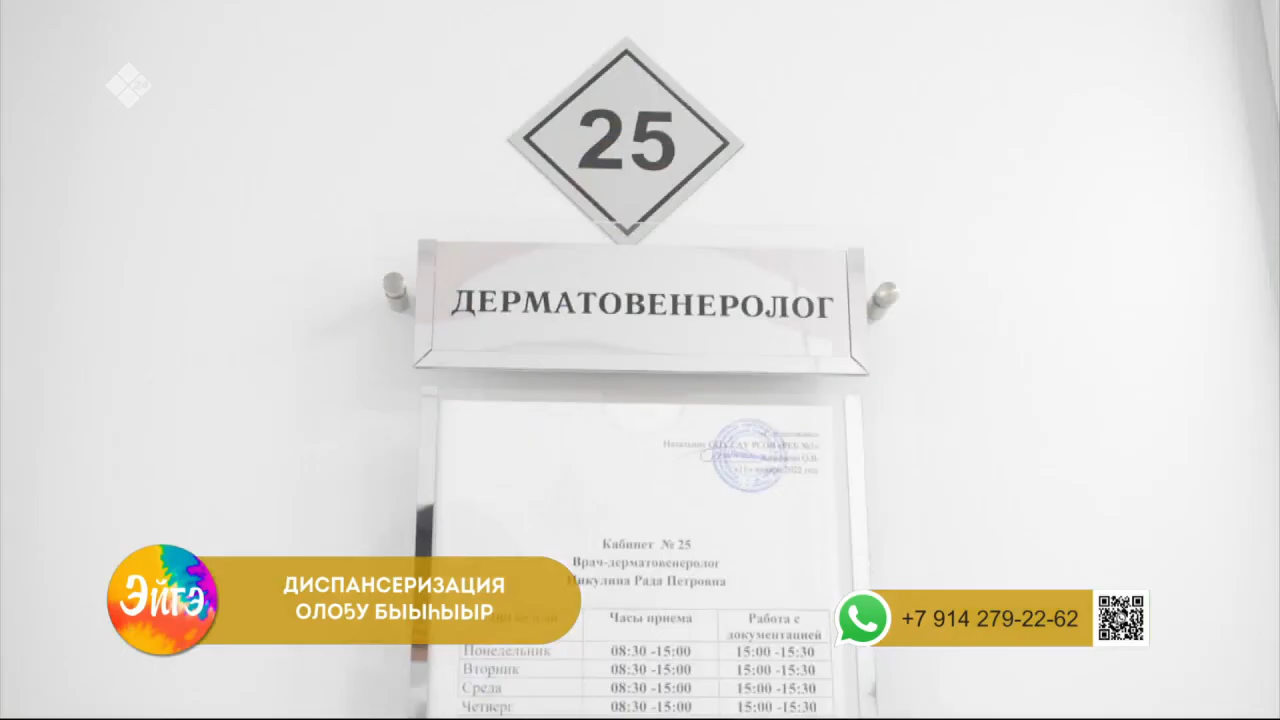 24
25
ДЕРМАТОВЕНЕРОЛОГ
Начальник
Кабинет № 25
Врач-дерматовенеролог
Никулина Рада Петровна
Часы приема
Работа с
документацией
Понедельник 08:30 -15:00 15:00 -15:30
Вторник 08:30 -15:00 15:00 -15:30
Среда 08:30 -15:00 15:00 -15:30
Четверг 08:30 -15:00 15:00 -15:30
Эйгэ
ДИСПАНСЕРИЗАЦИЯ
ОЛОҔУ БЫЫҺЫЫР
+7 914 279-22-62